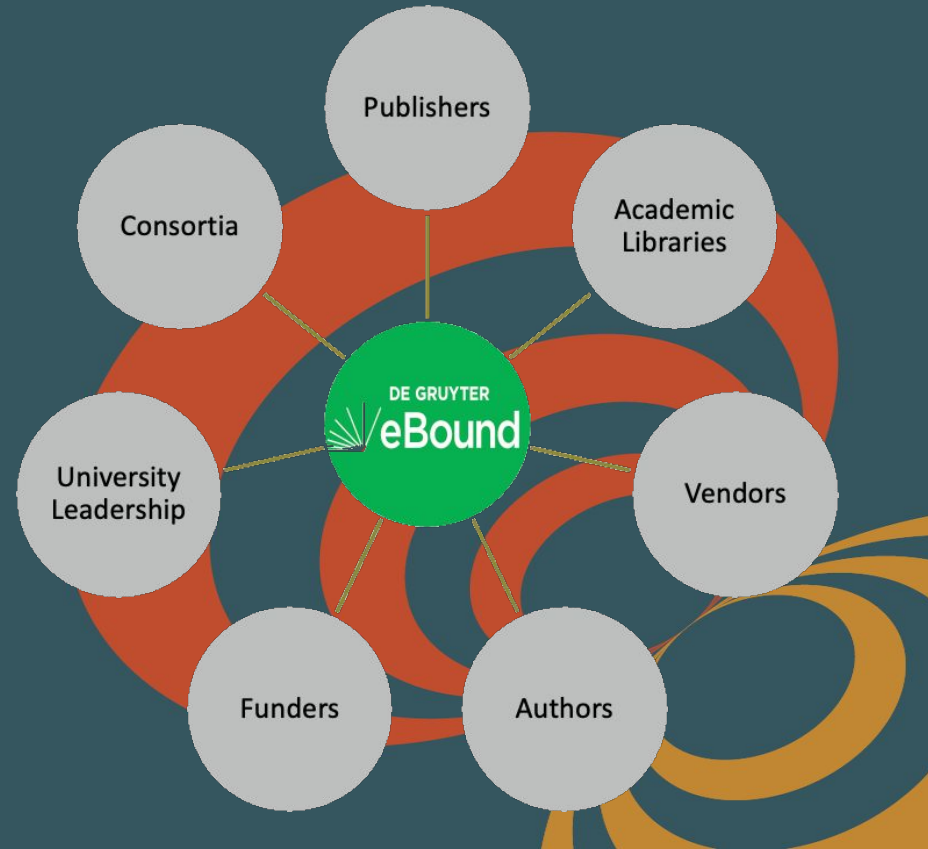 Publishers
Academic
Libraries
Vendors
Authors
Funders
University
Leadership
Consortia
DE GRUYTER
eBound